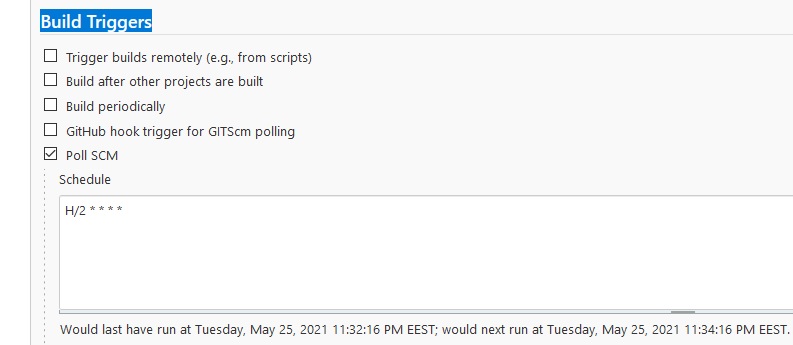 Build Triggers
Trigger builds remotely (e.g., from scripts)
Build after other projects are built
Build periodically
GitHub hook trigger for GITScm polling
Poll SCM
Schedule
H/2 * * * *
Would last have run at Tuesday, May 25, 2021 11:32:16 PM EEST; would next run at Tuesday, May 25, 2021 11:34:16 PM EEST.